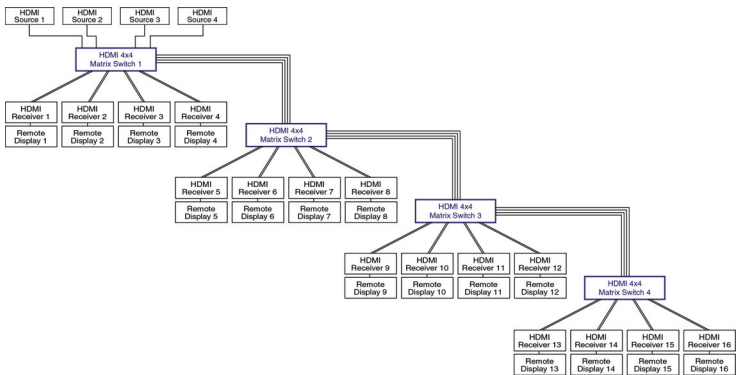 HDMI
Source 1
HDMI
Source 2
HDMI
Source 3
HDMI
Source 4
HDMI 4x4
Matrix Switch 1
HDMI
Receiver 1
HDMI
Receiver 2
HDMI
Receiver 3
HDMI
Receiver 4
Remote
Display 1
Remote
Display 2
Remote
Display 3
Remote
Display 4
HDMI 4x4
Matrix Switch 2
HDMI
Receiver 5
HDMI
Receiver 6
HDMI
Receiver 7
HDMI
Receiver 8
Remote
Display 5
Remote
Display 6
Remote
Display 7
Remote
Display 8
HDMI 4x4
Matrix Switch 3
HDMI
Receiver 9
HDMI
Receiver 10
HDMI
Receiver 11
HDMI
Receiver 12
Remote
Display 9
Remote
Display 10
Remote
Display 11
Remote
Display 12
HDMI 4x4
Matrix Switch 4
HDMI
Receiver 13
HDMI
Receiver 14
HDMI
Receiver 15
HDMI
Receiver 16
Remote
Display 13
Remote
Display 14
Remote
Display 15
Remote
Display 16